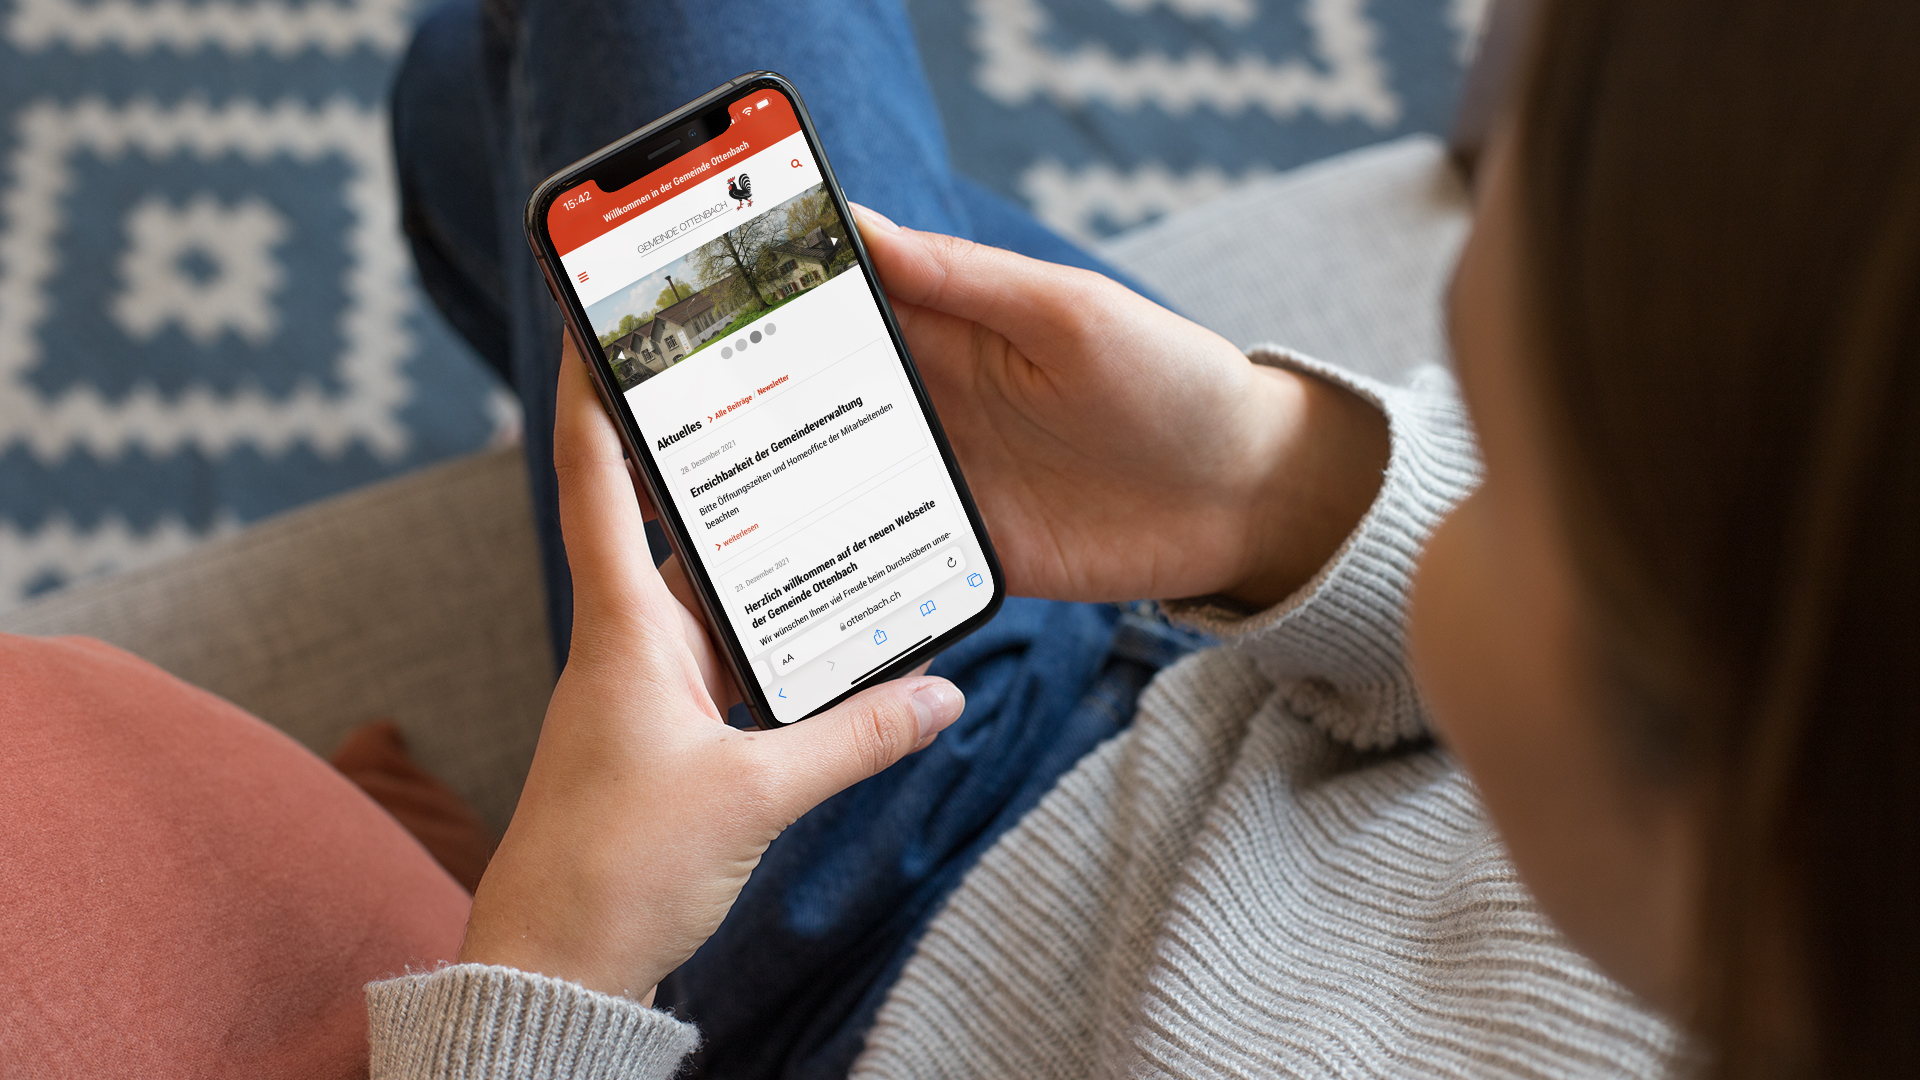 15:42
Willkommen in der Gemeinde Ottenbach
GEMEINDE OTTENBACH
Aktuelles
Alle Beiträge / Newsletter
28. Dezember 2021
Erreichbarkeit der Gemeindeverwaltung
Bitte Öffnungszeiten und Homeoffice der Mitarbeitenden
beachten
weiterlesen
23. Dezember 2021
Herzlich willkommen auf der neuen Webseite
der Gemeinde Ottenbach
Wir wünschen Ihnen viel Freude beim Durchstöbern unse-
AA
ottenbach.ch